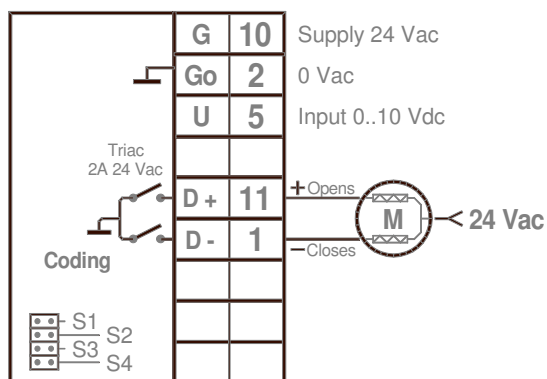 G 10 Supply 24 Vac
Go 2 0 Vac
U 5 Input 0..10 Vdc
Triac
2A 24 Vac
D + 11 +Opens
M 24 Vac
D - 1 −Closes
Coding
S1
S2
S3
S4